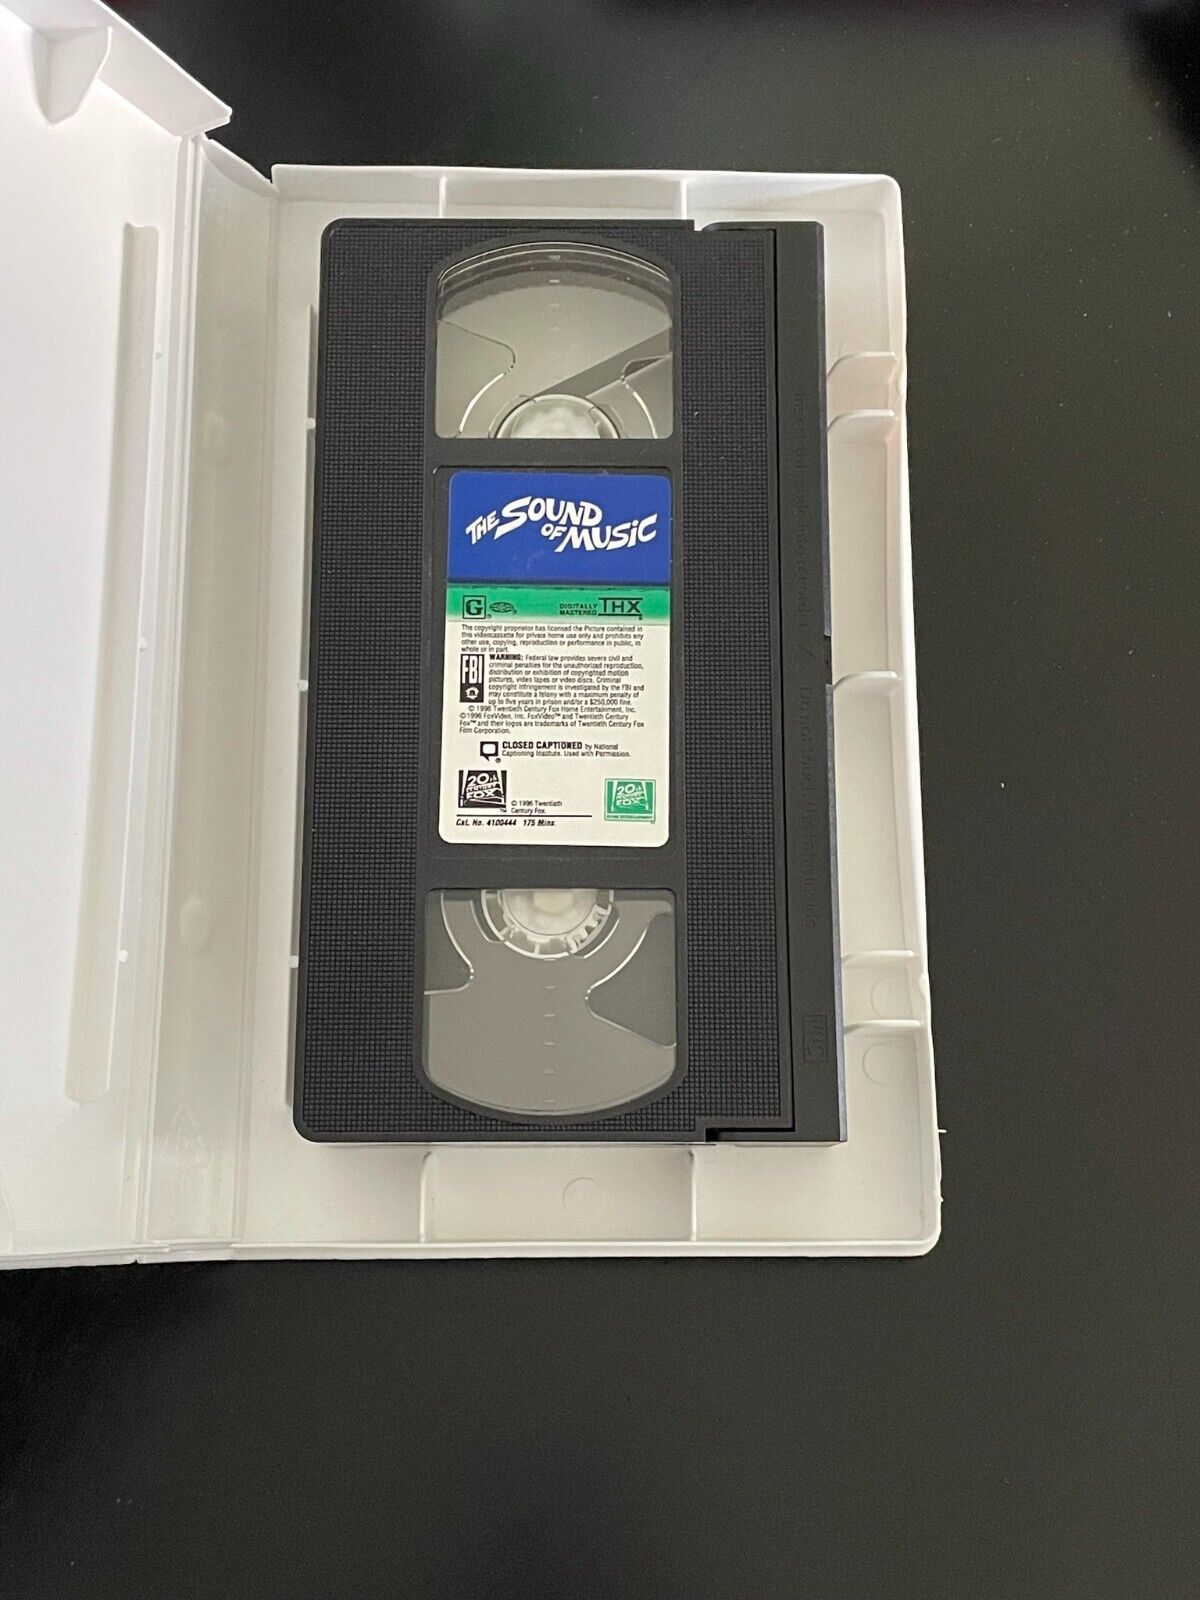 THE SOUND
OF MUSIC
G
DIGITALLY
MASTERED THX
The copyright proprietor has licensed the Picture contained in
this videocassette for private home use only and prohibits any
other use, copying, reproduction or performance in public, in
whole or in part.
FBI
WARNING: Federal law provides severe civil and
criminal penalties for the unauthorized reproduction,
distribution or exhibition of copyrighted motion
pictures, video tapes or video discs. Criminal
copyright infringement is investigated by the FBI and
may constitute a felony with a maximum penalty of
up to five years in prison and/or a $250,000 fine.
© 1996 Twentieth Century Fox Home Entertainment, Inc.
©1996 FoxVideo, Inc. FoxVideo™ and Twentieth Century
Fox™ and their logos are trademarks of Twentieth Century Fox
Film Corporation.
CLOSED CAPTIONED by National
Captioning Institute. Used with Permission.
20th
CENTURY
FOX
™ © 1996 Twentieth
Century Fox.
20th
CENTURY
FOX
HOME ENTERTAINMENT
Cat. No. 4100444 175 Mins.